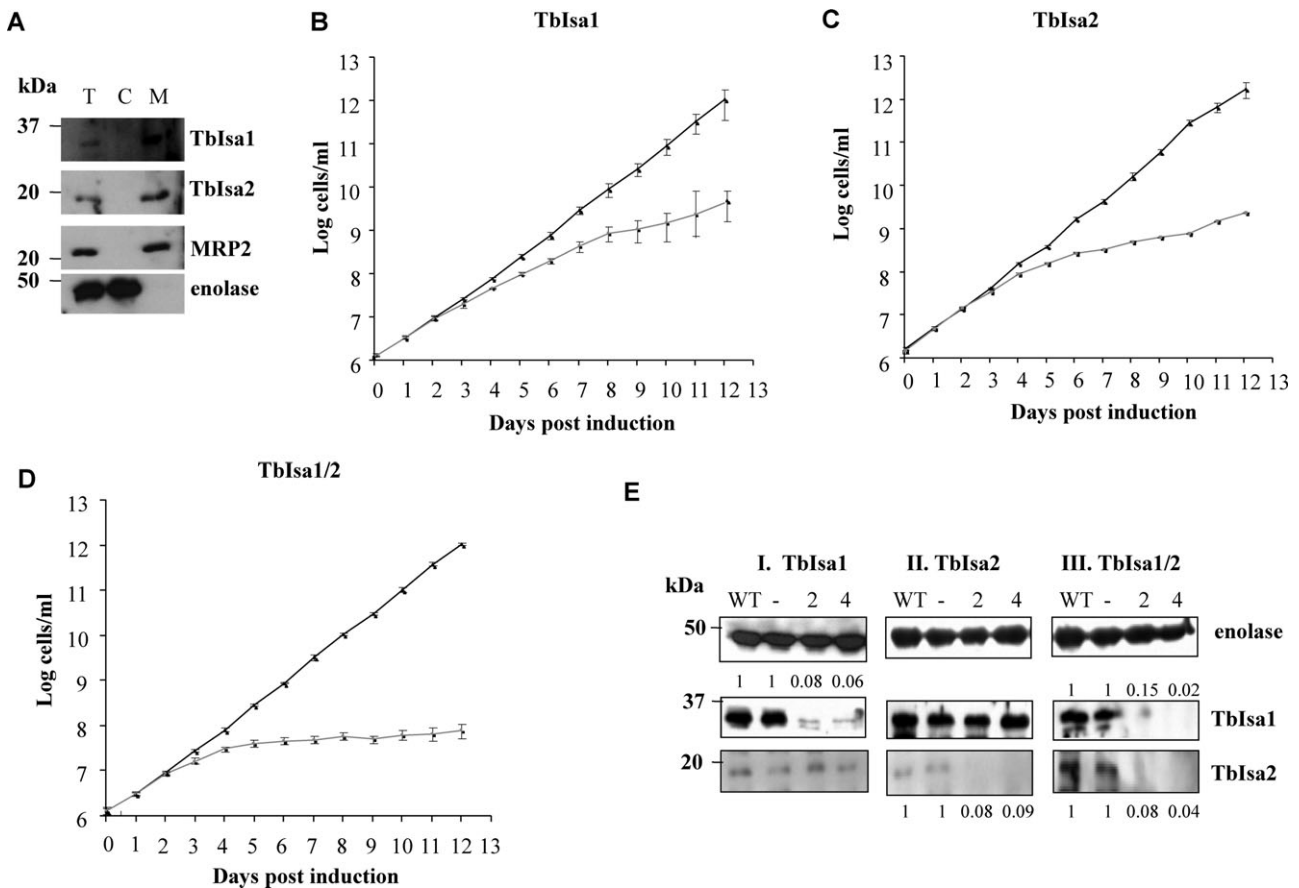 A
kDa
T C M
37
TbIsa1
20
TbIsa2
20
MRP2
50
enolase
B
TbIsa1
Log cells/ml
13
12
11
10
9
8
7
6
0 1 2 3 4 5 6 7 8 9 10 11 12 13
Days post induction
C
TbIsa2
Log cells/ml
13
12
11
10
9
8
7
6
0 1 2 3 4 5 6 7 8 9 10 11 12 13
Days post induction
D
TbIsa1/2
Log cells/ml
13
12
11
10
9
8
7
6
0 1 2 3 4 5 6 7 8 9 10 11 12 13
Days post induction
E
I. TbIsa1 II. TbIsa2 III. TbIsa1/2
kDa
WT - 2 4 WT - 2 4 WT - 2 4
50
enolase
1 1 0.08 0.06 1 1 0.15 0.02
37
TbIsa1
20
TbIsa2
1 1 0.08 0.09 1 1 0.08 0.04